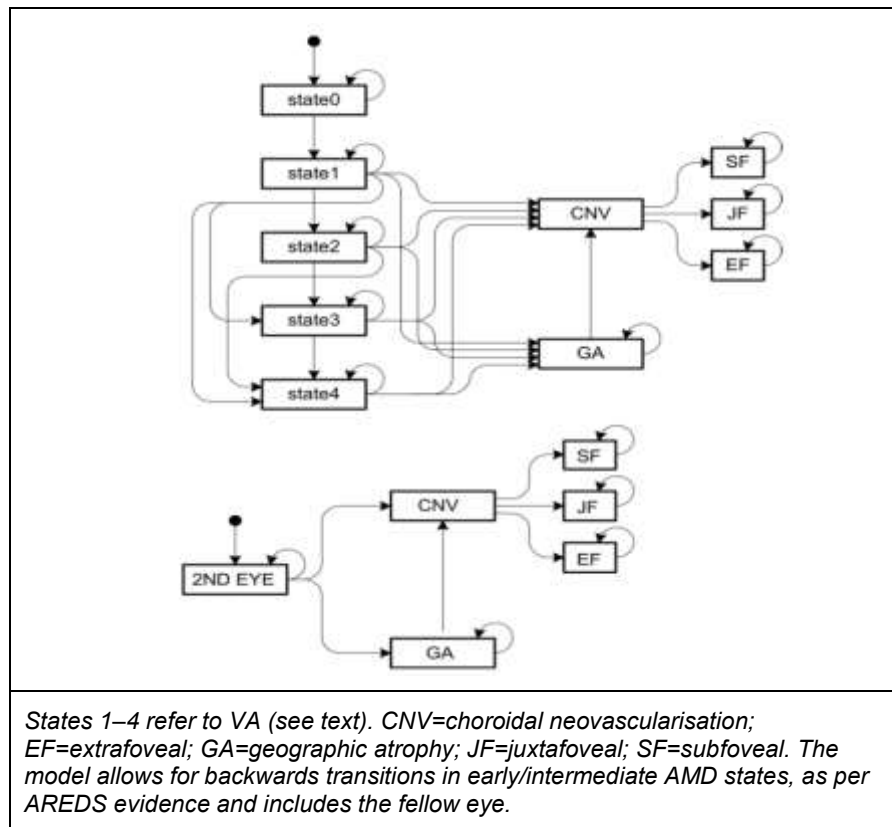 state0
state1
state2
state3
state4
CNV
GA
SF
JF
EF
2ND EYE
CNV
GA
SF
JF
EF
States 1–4 refer to VA (see text). CNV=choroidal neovascularisation;
EF=extrafoveal; GA=geographic atrophy; JF=juxtafoveal; SF=subfoveal. The
model allows for backwards transitions in early/intermediate AMD states, as per
AREDS evidence and includes the fellow eye.